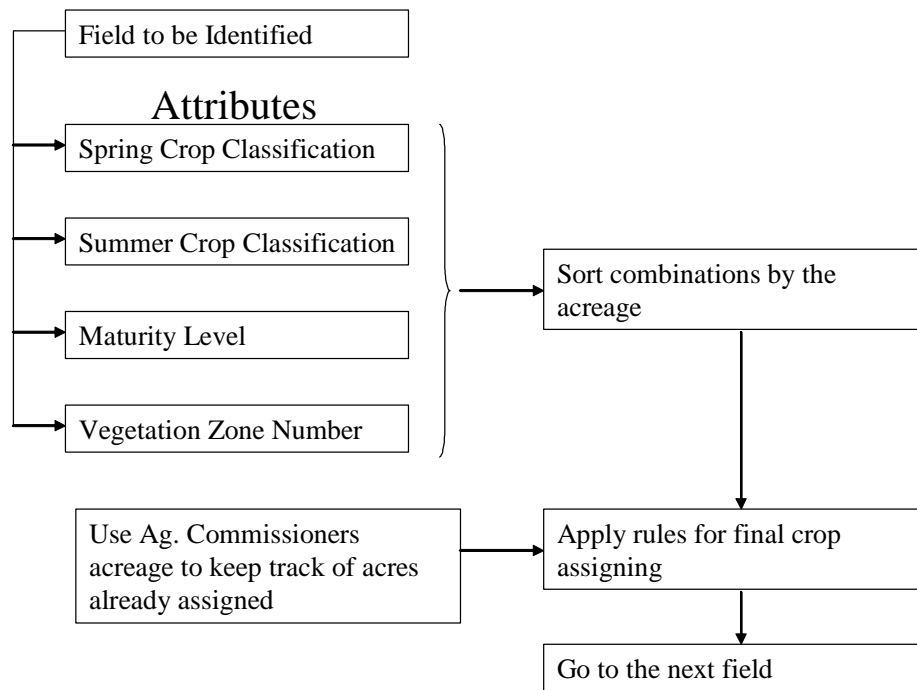 Field to be Identified
Attributes
Spring Crop Classification
Summer Crop Classification
Sort combinations by the
acreage
Maturity Level
Vegetation Zone Number
Use Ag. Commissioners
acreage to keep track of acres
already assigned
Apply rules for final crop
assigning
Go to the next field